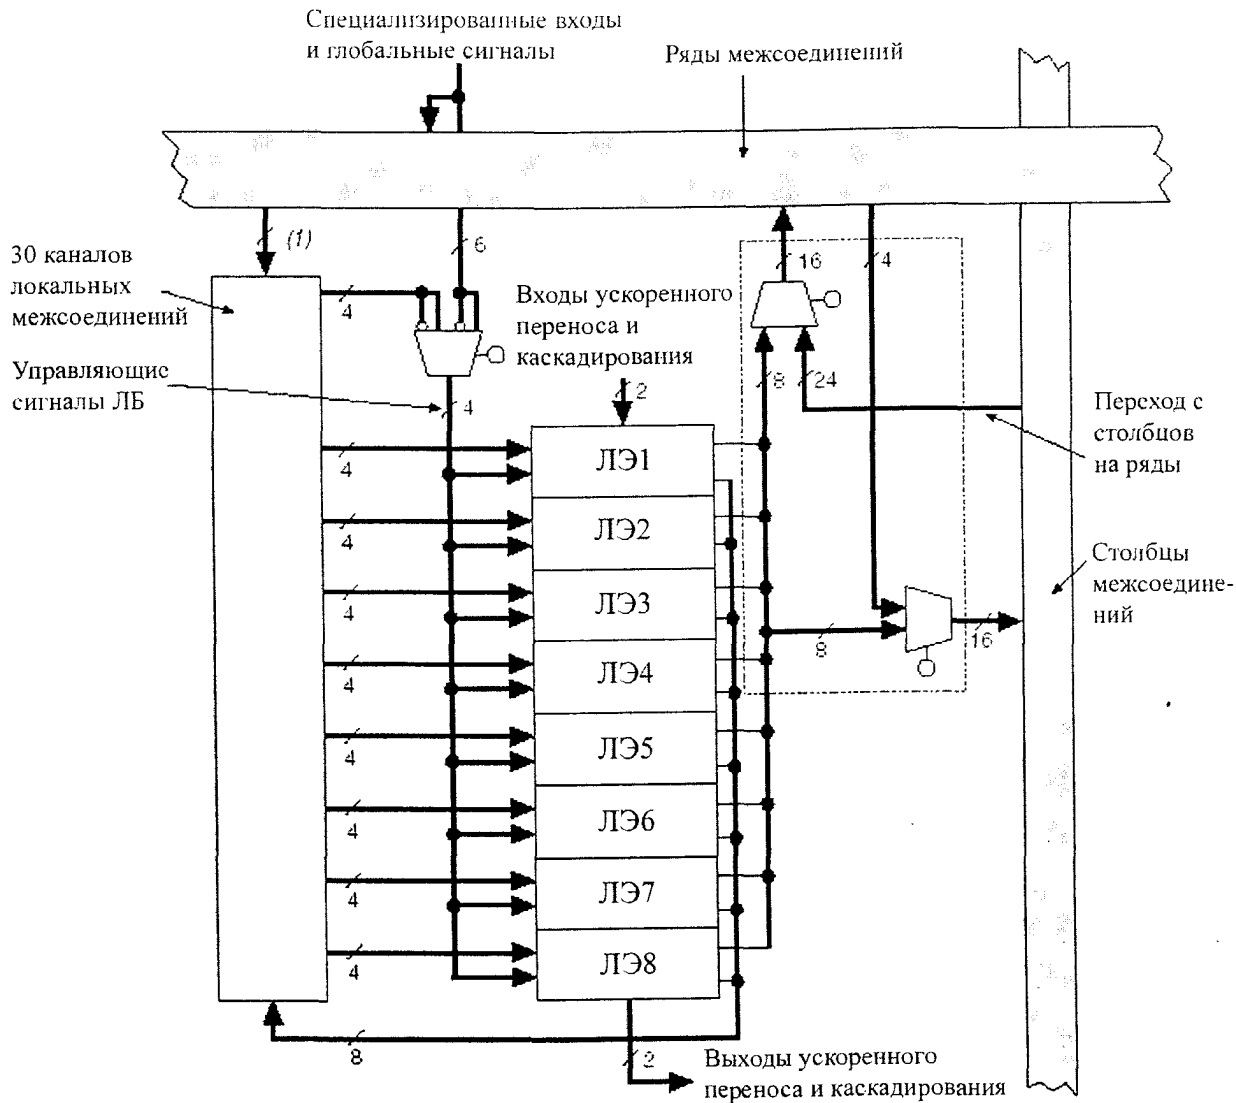 Специализированные входы
и глобальные сигналы
Ряды межсоединений
(1)
6
16
4
30 каналов
локальных
межсоединений
4
Входы ускоренного
переноса и
каскадирования
Управляющие
сигналы ЛБ
4
2
8
24
Переход с
столбцов
на ряды
4
ЛЭ1
4
ЛЭ2
4
ЛЭ3
Столбцы
межсоедине-
ний
8
16
4
ЛЭ4
4
ЛЭ5
4
ЛЭ6
4
ЛЭ7
4
ЛЭ8
8
2
Выходы ускоренного
переноса и каскадирования